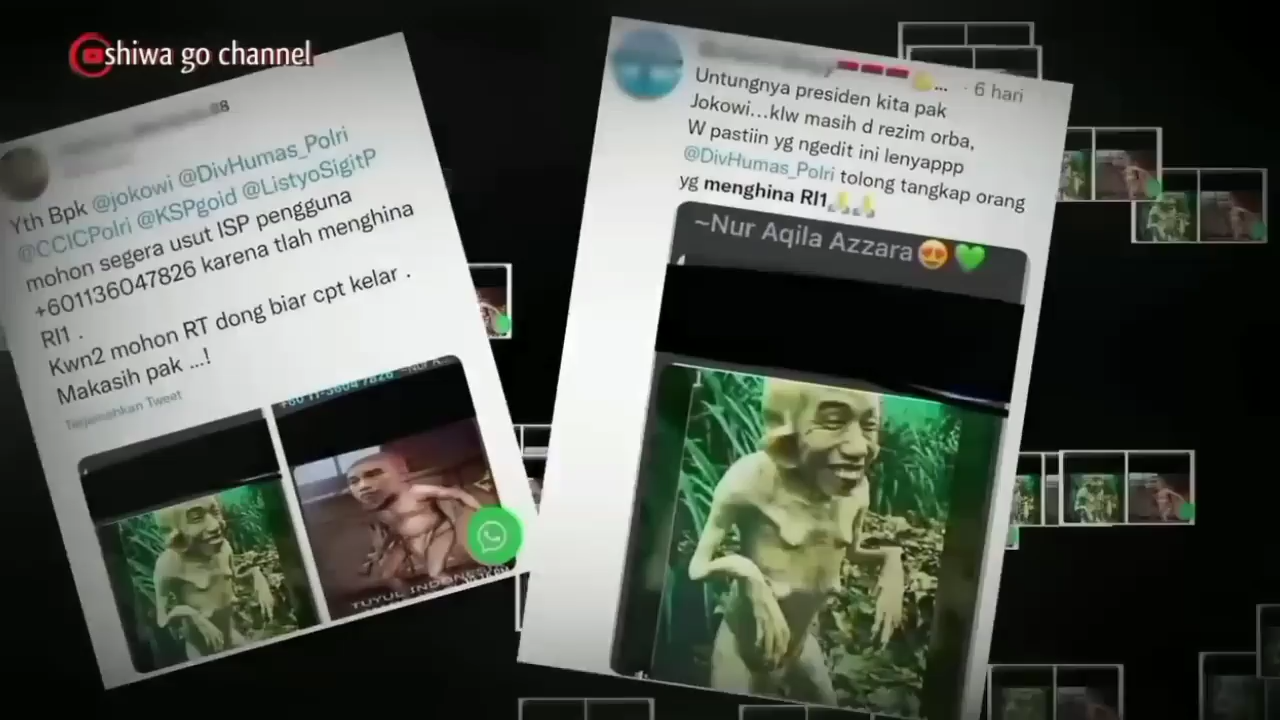 shiwa go channel
Yth Bpk @jokowi @DivHumas_Polri
@CCICPolri @KSPgoid @ListyoSigitP
mohon segera usut ISP pengguna
+601136047826 karena tlah menghina
RI1 .
Kwn2 mohon RT dong biar cpt kelar .
Makasih pak ...!
Terjemahkan Tweet
TUYUL INDONESIA
... · 6 hari
Untungnya presiden kita pak
Jokowi...klw masih d rezim orba,
W pastiin yg ngedit ini lenyappp
@DivHumas_Polri tolong tangkap orang
yg menghina RI1🙏🙏
~Nur Aqila Azzara😍💚